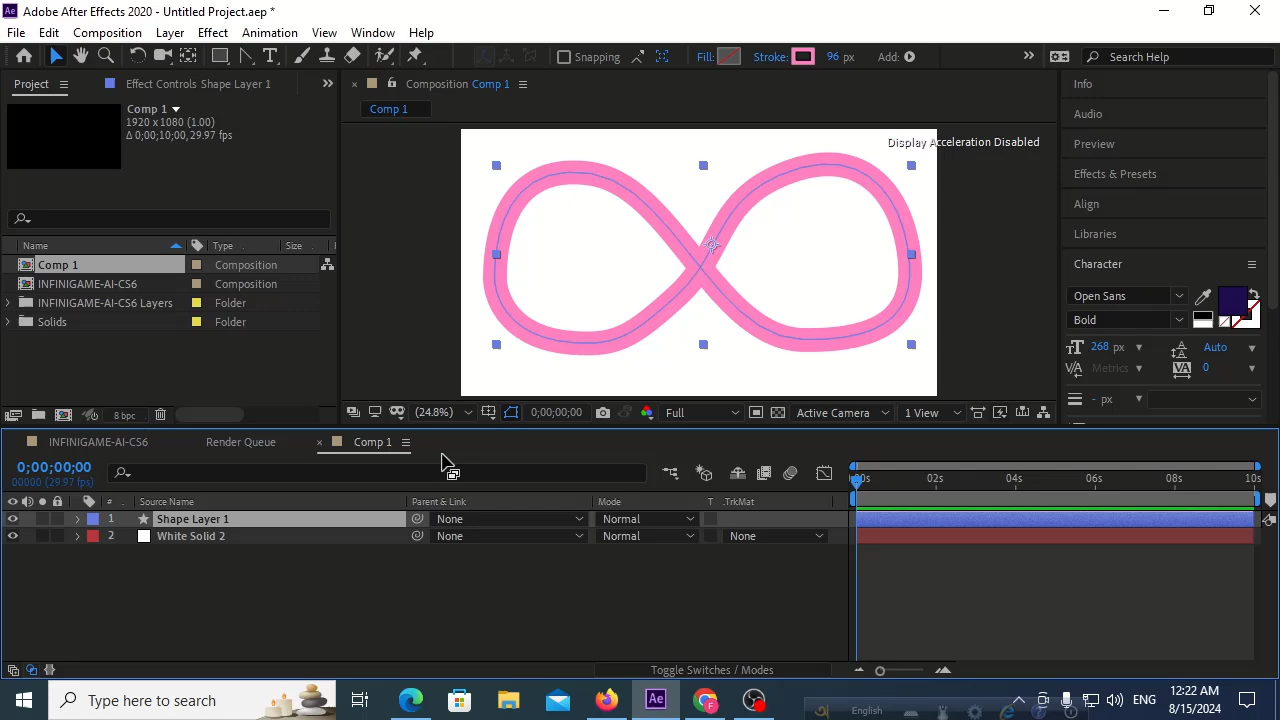 Ae Adobe After Effects 2020 - Untitled Project.aep *
File Edit Composition Layer Effect Animation View Window Help
T Snapping Fill: Stroke: 96 px Add: » Search Help
Project Effect Controls Shape Layer 1 » Composition Comp 1 Info
Comp 1
1920 x 1080 (1.00)
Δ 0;00;10;00, 29.97 fps
Comp 1
Audio
Display Acceleration Disabled
Preview
Effects & Presets
Align
Libraries
Name Type Size
Comp 1 Composition
INFINIGAME-AI-CS6 Composition
INFINIGAME-AI-CS6 Layers Folder
Solids Folder
Character
Open Sans
Bold
268 px Auto
Metrics 0
- px
8 bpc (24.8%) 0;00;00;00 Full Active Camera 1 View
INFINIGAME-AI-CS6 Render Queue × Comp 1
0;00;00;00
00000 (29.97 fps)
00s 02s 04s 06s 08s 10s
# Source Name Parent & Link Mode T .TrkMat
1 Shape Layer 1 None Normal
2 White Solid 2 None Normal None
Toggle Switches / Modes
Type here to search Ae F English 12:22 AM
8/15/2024